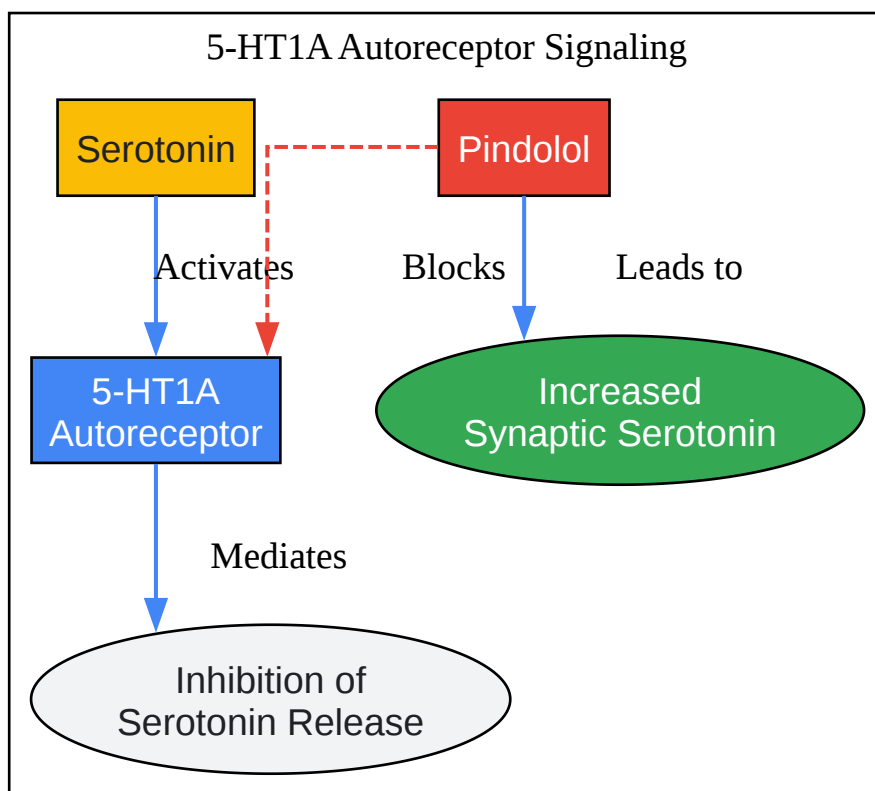 5-HT1A Autoreceptor Signaling
Serotonin
Pindolol
Activates
Blocks
Leads to
5-HT1A
Autoreceptor
Increased
Synaptic Serotonin
Mediates
Inhibition of
Serotonin Release